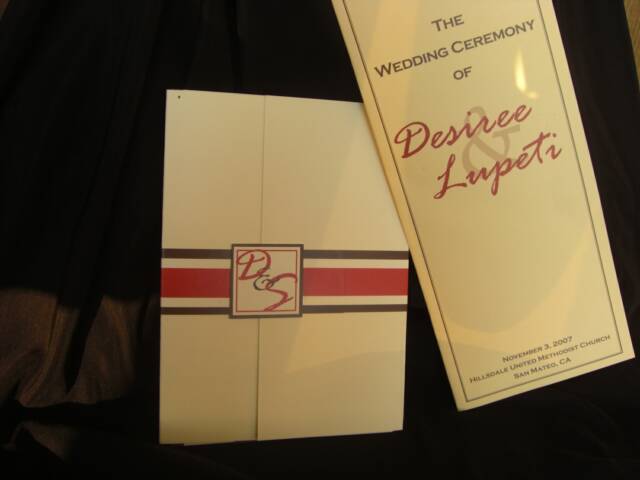 THE
WEDDING CEREMONY
OF
Desiree
&
Lupeti
NOVEMBER 3, 2007
HILLSDALE UNITED METHODIST CHURCH
SAN MATEO, CA
D&S